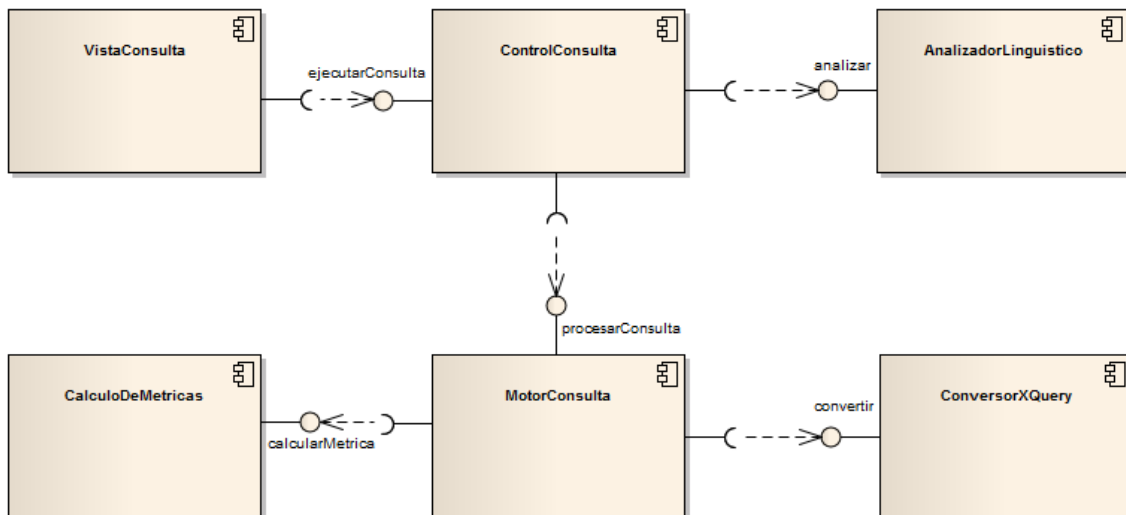 VistaConsulta
ControlConsulta
AnalizadorLinguistico
ejecutarConsulta
analizar
procesarConsulta
CalculoDeMetricas
MotorConsulta
ConversorXQuery
calcularMetrica
convertir